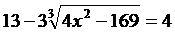 13 − 3∛(4x² − 169) = 4